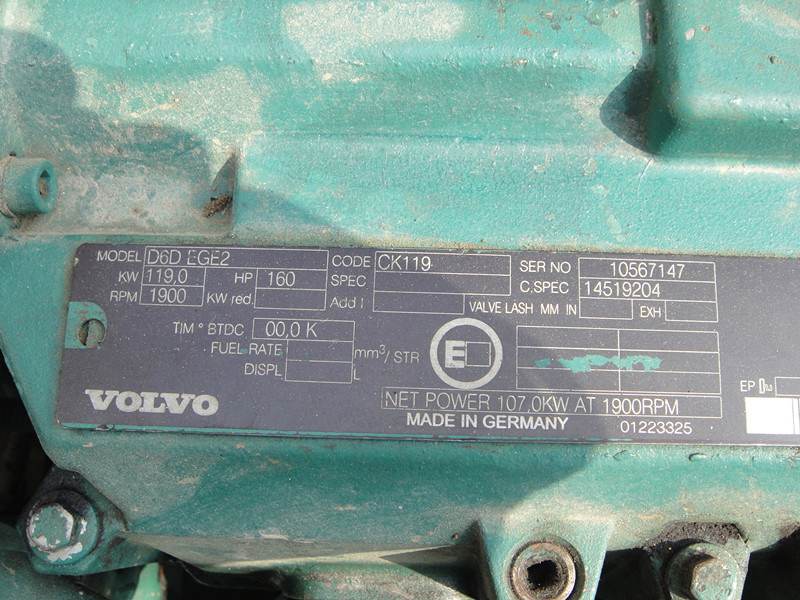 MODEL D6D EGE2 CODE CK119 SER NO 10567147
KW 119,0 HP 160 SPEC C.SPEC 14519204
RPM 1900 KW red. Add I VALVE LASH MM IN EXH
TIM ° BTDC 00,0 K
FUEL RATE mm³/STR E
DISPL L
EP
VOLVO NET POWER 107,0KW AT 1900RPM
MADE IN GERMANY 01223325